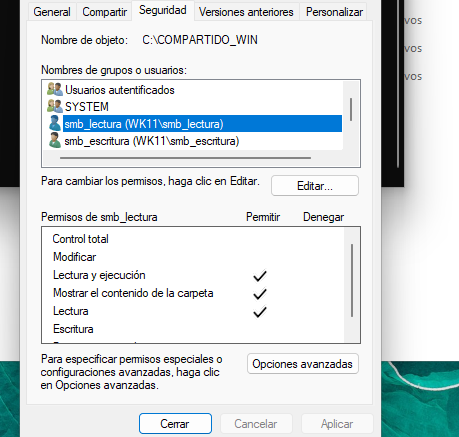 General Compartir Seguridad Versiones anteriores Personalizar
Nombre de objeto: C:\COMPARTIDO_WIN
Nombres de grupos o usuarios:
Usuarios autentificados
SYSTEM
smb_lectura (WK11\smb_lectura)
smb_escritura (WK11\smb_escritura)
Para cambiar los permisos, haga clic en Editar. Editar...
Permisos de smb_lectura Permitir Denegar
Control total
Modificar
Lectura y ejecución
Mostrar el contenido de la carpeta
Lectura
Escritura
Para especificar permisos especiales o
configuraciones avanzadas, haga clic
en Opciones avanzadas.
Opciones avanzadas
Cerrar Cancelar Aplicar
vos
vos
vos